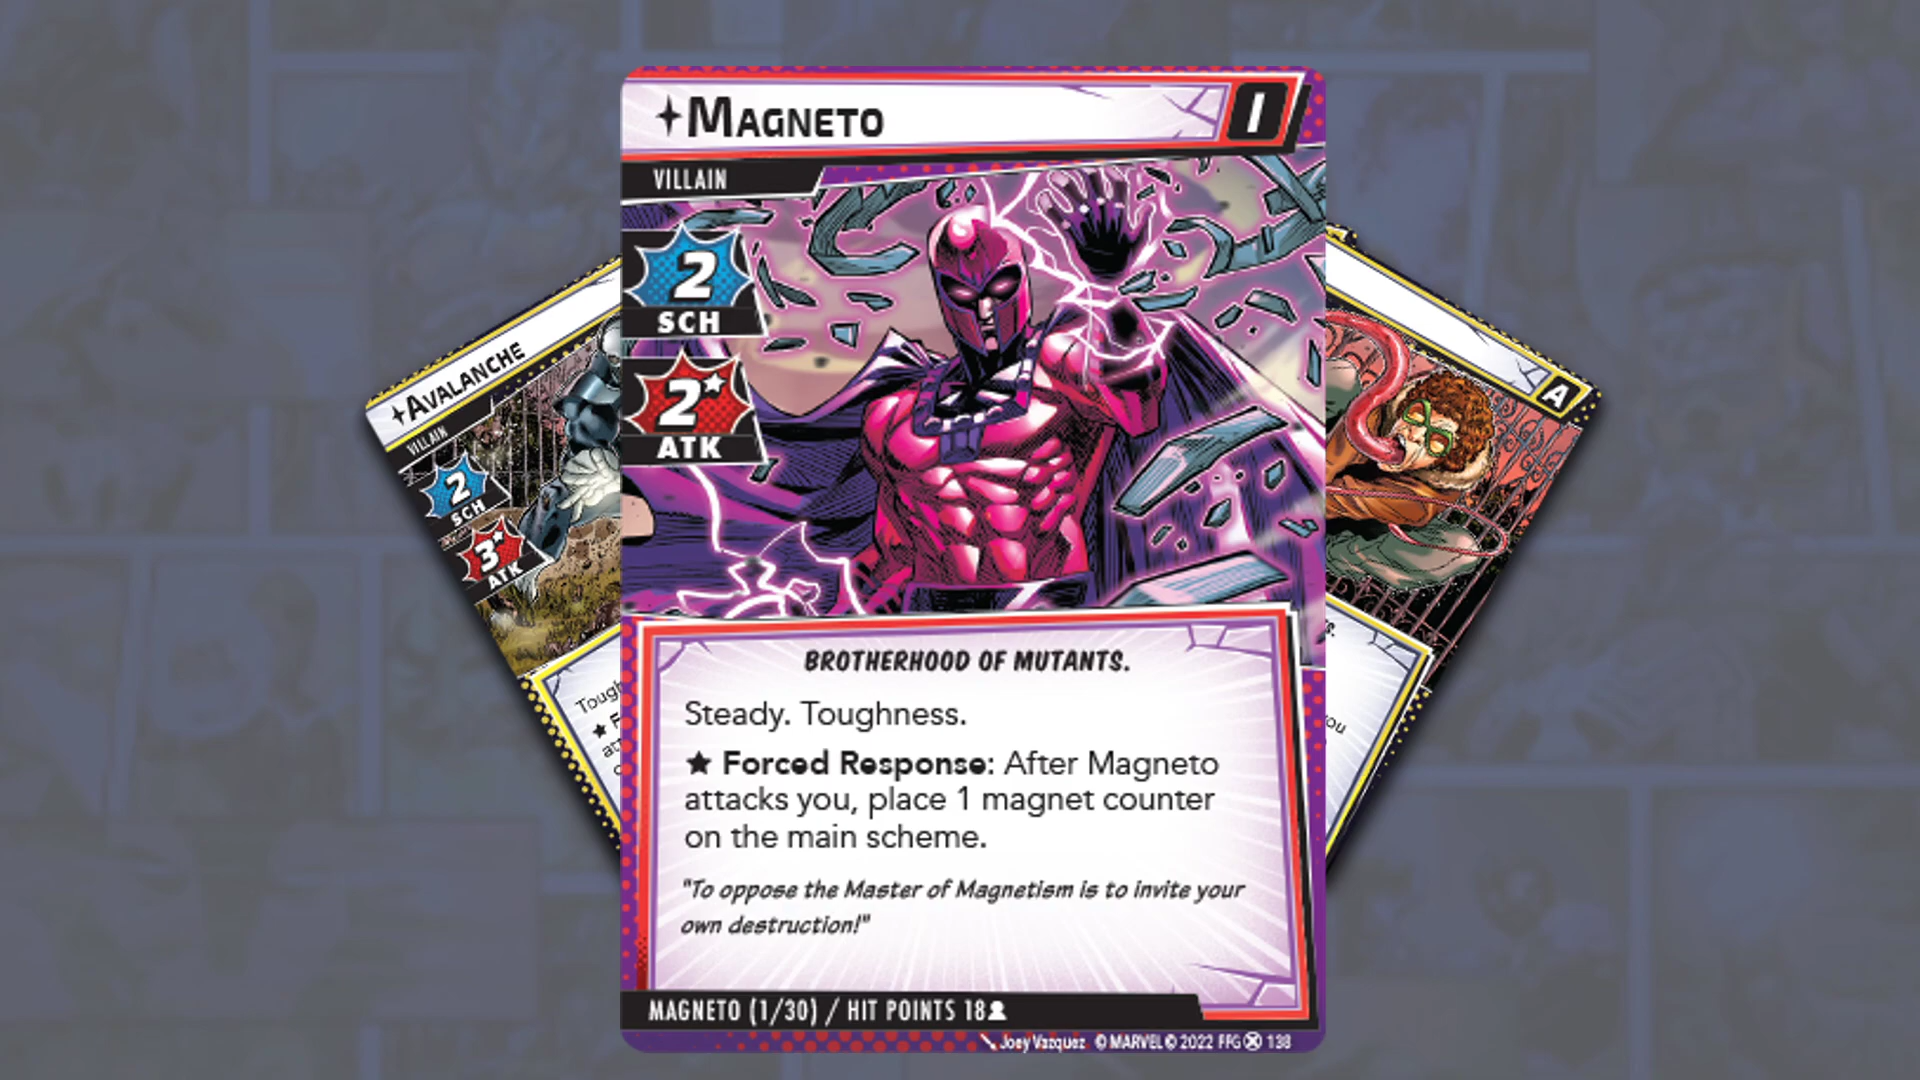 Magneto
I
VILLAIN
2
SCH
2
ATK
BROTHERHOOD OF MUTANTS.
Steady. Toughness.
★ Forced Response: After Magneto
attacks you, place 1 magnet counter
on the main scheme.
"To oppose the Master of Magnetism is to invite your
own destruction!"
MAGNETO (1/30) / HIT POINTS 18
Joey Vazquez © MARVEL © 2022 FFG 138
Avalanche
VILLAIN
2
SCH
3
ATK
A